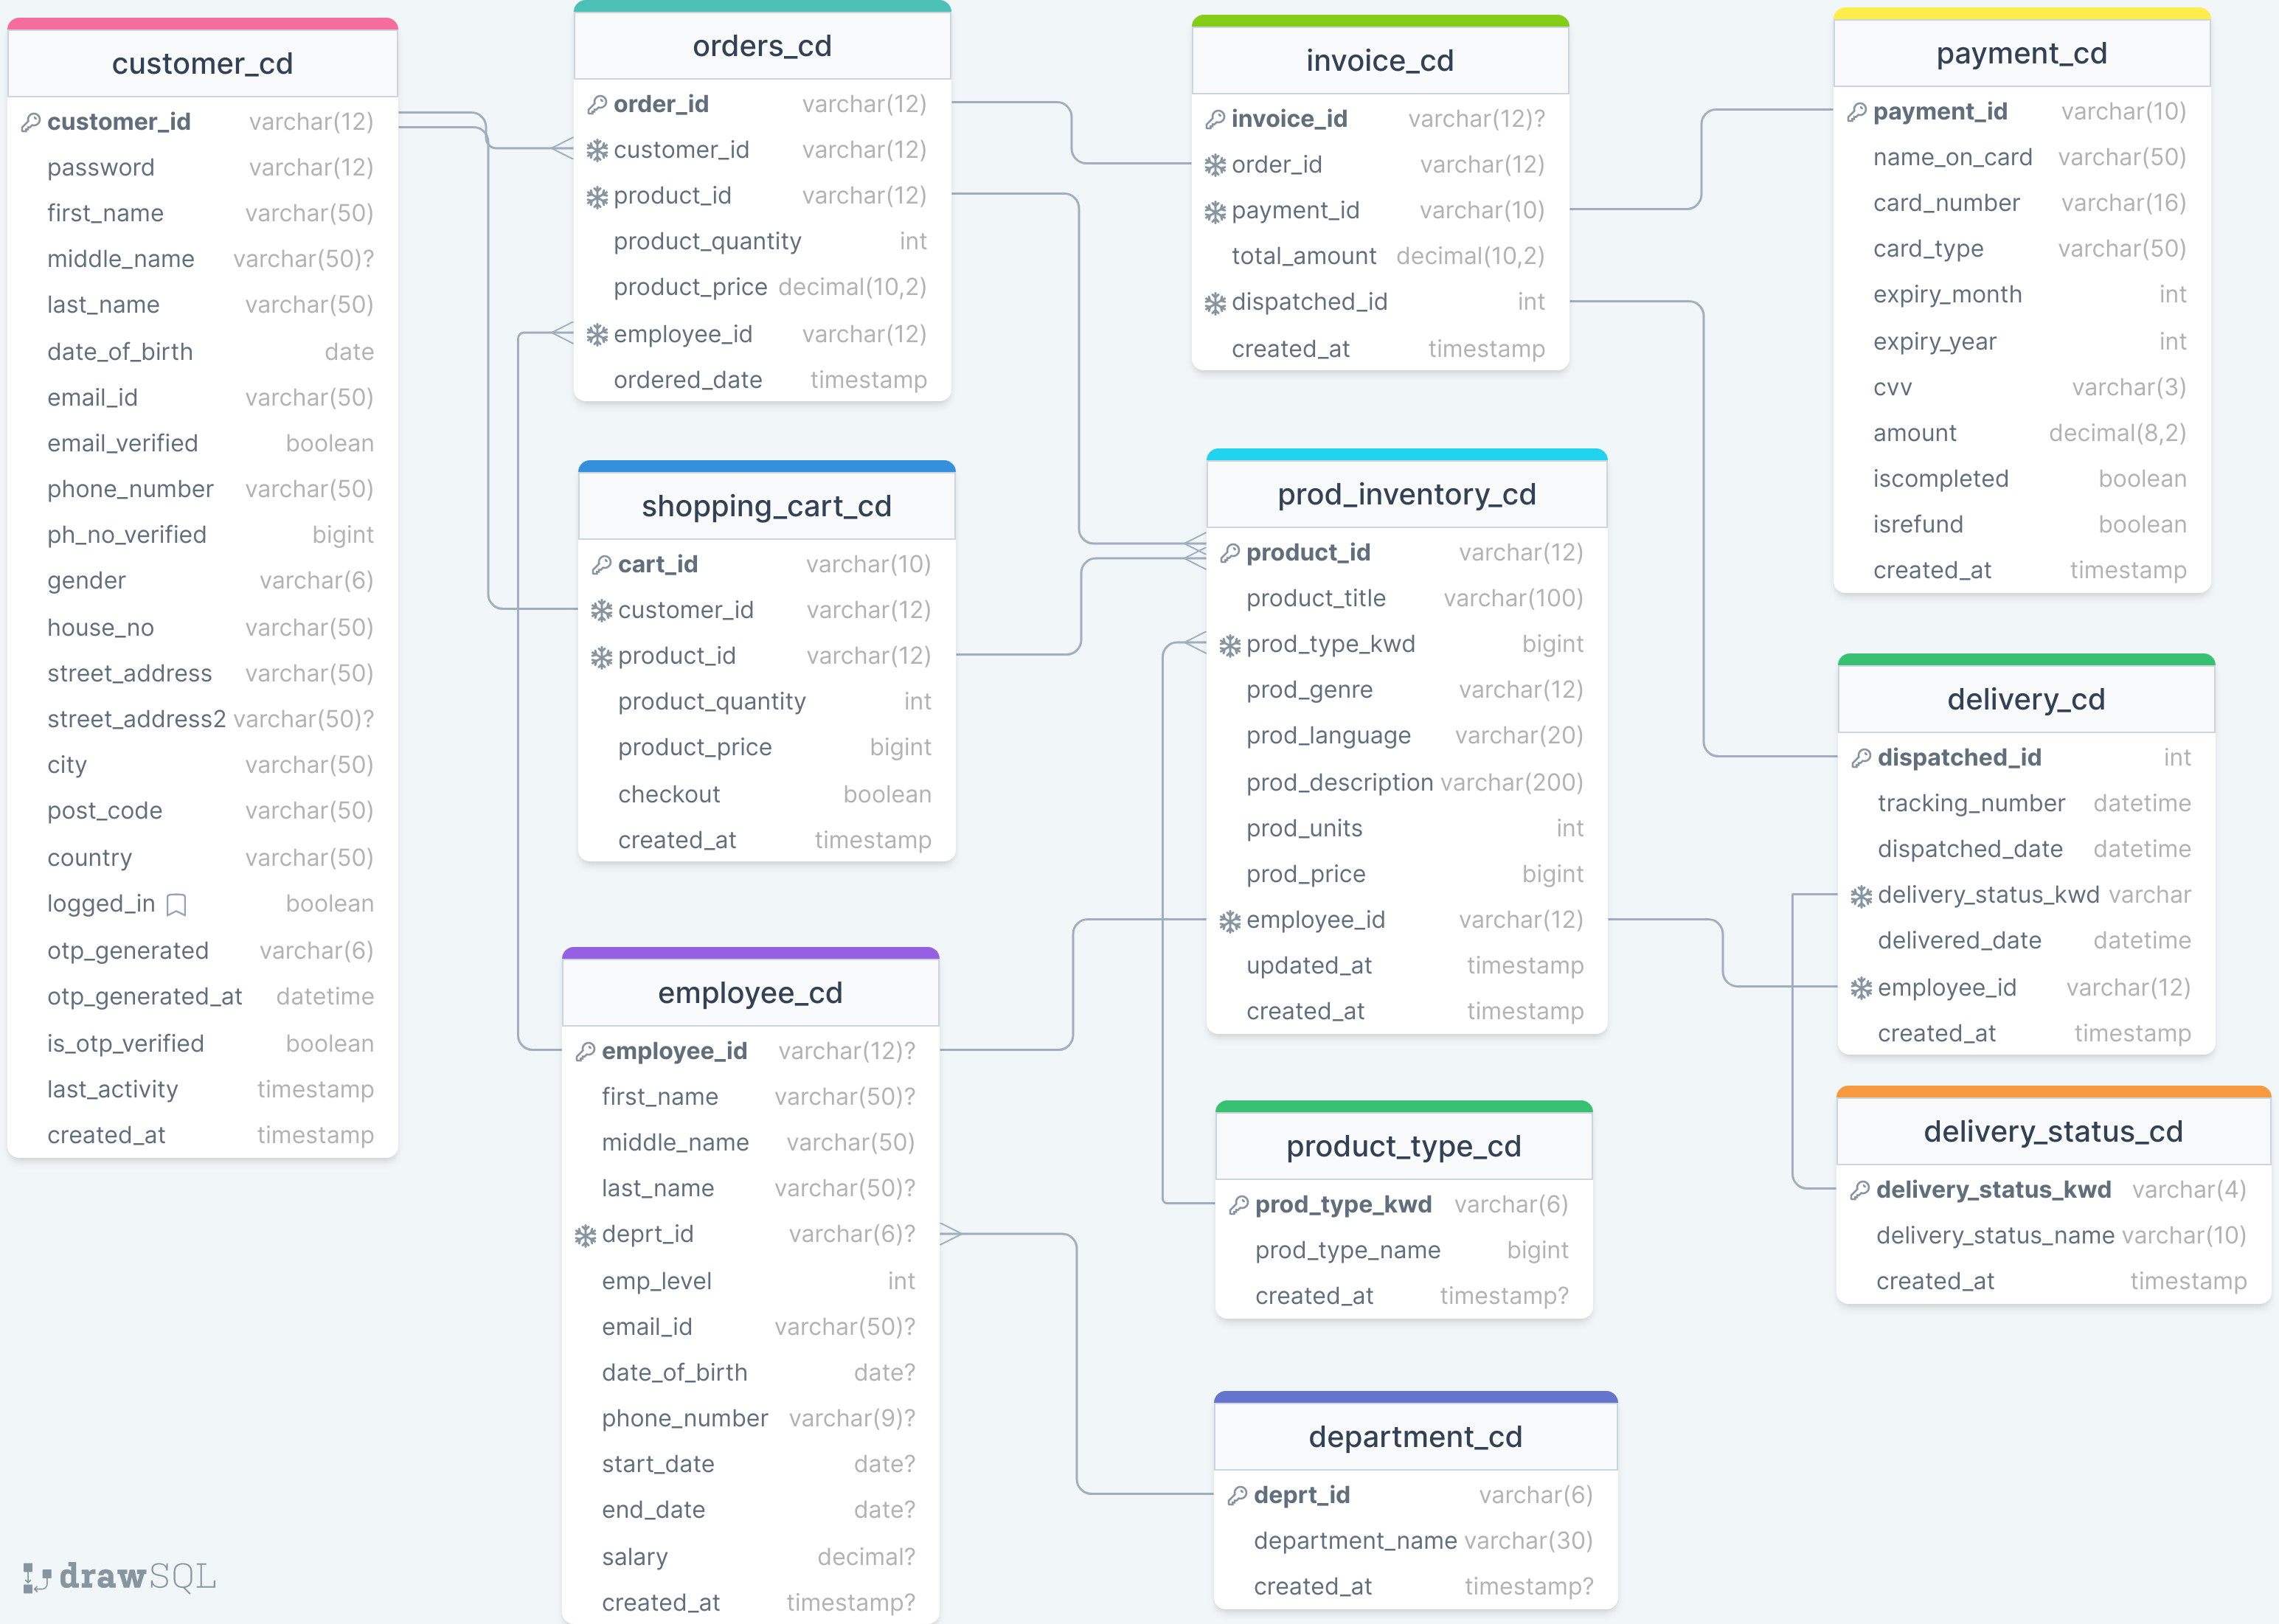 customer_cd
customer_id varchar(12)
password varchar(12)
first_name varchar(50)
middle_name varchar(50)?
last_name varchar(50)
date_of_birth date
email_id varchar(50)
email_verified boolean
phone_number varchar(50)
ph_no_verified bigint
gender varchar(6)
house_no varchar(50)
street_address varchar(50)
street_address2 varchar(50)?
city varchar(50)
post_code varchar(50)
country varchar(50)
logged_in boolean
otp_generated varchar(6)
otp_generated_at datetime
is_otp_verified boolean
last_activity timestamp
created_at timestamp
orders_cd
order_id varchar(12)
customer_id varchar(12)
product_id varchar(12)
product_quantity int
product_price decimal(10,2)
employee_id varchar(12)
ordered_date timestamp
shopping_cart_cd
cart_id varchar(10)
customer_id varchar(12)
product_id varchar(12)
product_quantity int
product_price bigint
checkout boolean
created_at timestamp
employee_cd
employee_id varchar(12)?
first_name varchar(50)?
middle_name varchar(50)
last_name varchar(50)?
deprt_id varchar(6)?
emp_level int
email_id varchar(50)?
date_of_birth date?
phone_number varchar(9)?
start_date date?
end_date date?
salary decimal?
created_at timestamp?
invoice_cd
invoice_id varchar(12)?
order_id varchar(12)
payment_id varchar(10)
total_amount decimal(10,2)
dispatched_id int
created_at timestamp
prod_inventory_cd
product_id varchar(12)
product_title varchar(100)
prod_type_kwd bigint
prod_genre varchar(12)
prod_language varchar(20)
prod_description varchar(200)
prod_units int
prod_price bigint
employee_id varchar(12)
updated_at timestamp
created_at timestamp
product_type_cd
prod_type_kwd varchar(6)
prod_type_name bigint
created_at timestamp?
department_cd
deprt_id varchar(6)
department_name varchar(30)
created_at timestamp?
payment_cd
payment_id varchar(10)
name_on_card varchar(50)
card_number varchar(16)
card_type varchar(50)
expiry_month int
expiry_year int
cvv varchar(3)
amount decimal(8,2)
iscompleted boolean
isrefund boolean
created_at timestamp
delivery_cd
dispatched_id int
tracking_number datetime
dispatched_date datetime
delivery_status_kwd varchar
delivered_date datetime
employee_id varchar(12)
created_at timestamp
delivery_status_cd
delivery_status_kwd varchar(4)
delivery_status_name varchar(10)
created_at timestamp
drawSQL